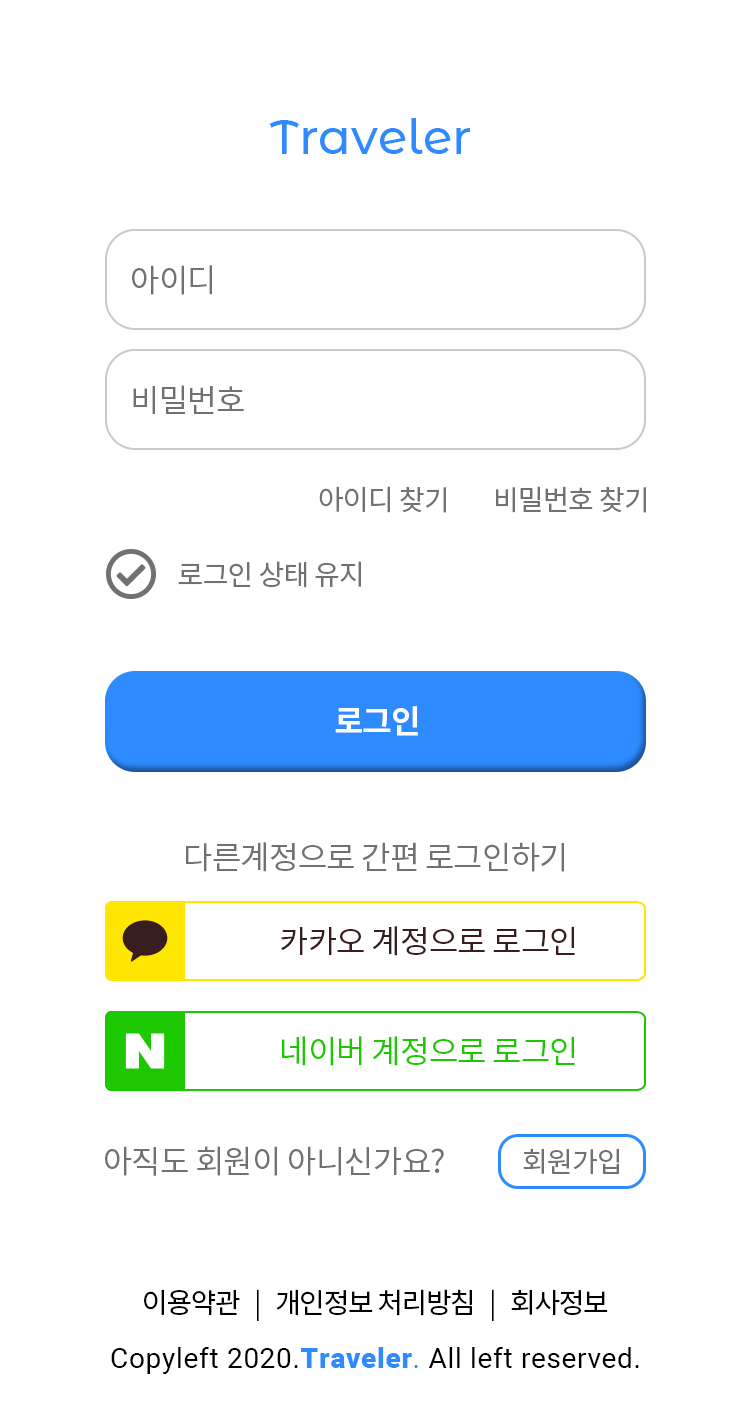 Traveler
아이디
비밀번호
아이디 찾기 비밀번호 찾기
로그인 상태 유지
로그인
다른계정으로 간편 로그인하기
카카오 계정으로 로그인
N 네이버 계정으로 로그인
아직도 회원이 아니신가요? 회원가입
이용약관 | 개인정보 처리방침 | 회사정보
Copyleft 2020.Traveler. All left reserved.